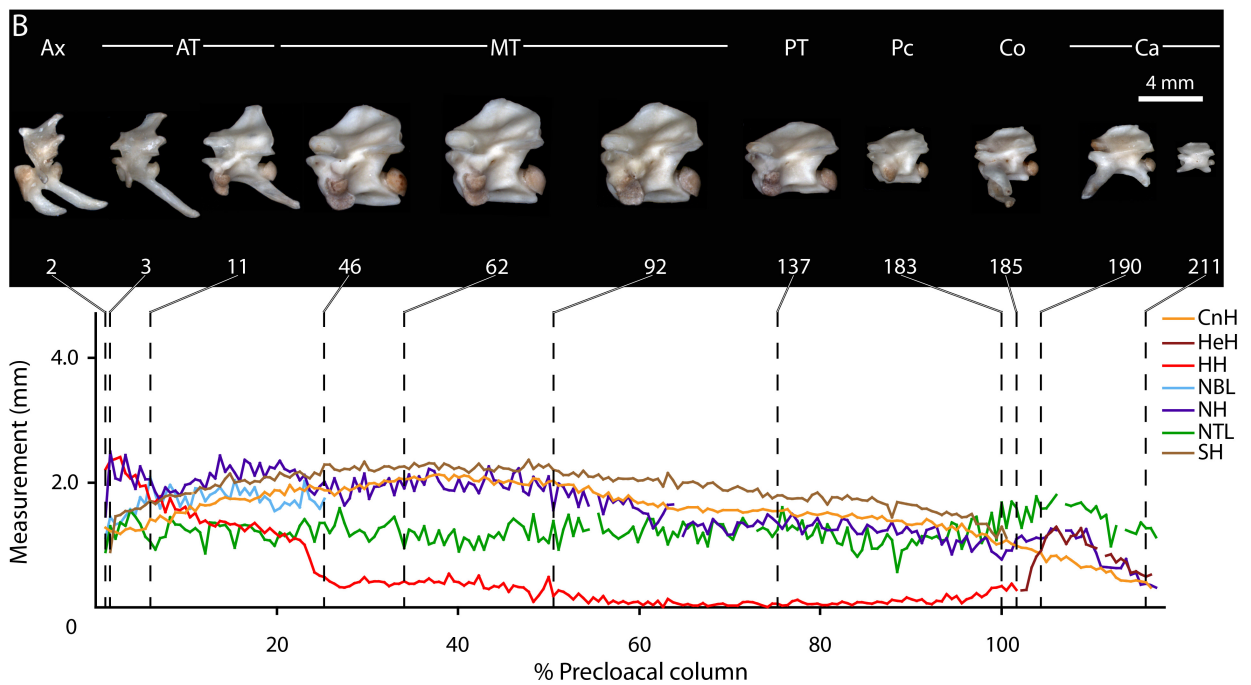 B
Ax AT MT PT Pc Co Ca
4 mm
2 3 11 46 62 92 137 183 185 190 211
CnH
HeH
HH
NBL
NH
NTL
SH
Measurement (mm)
4.0
2.0
0
20 40 60 80 100
% Precloacal column